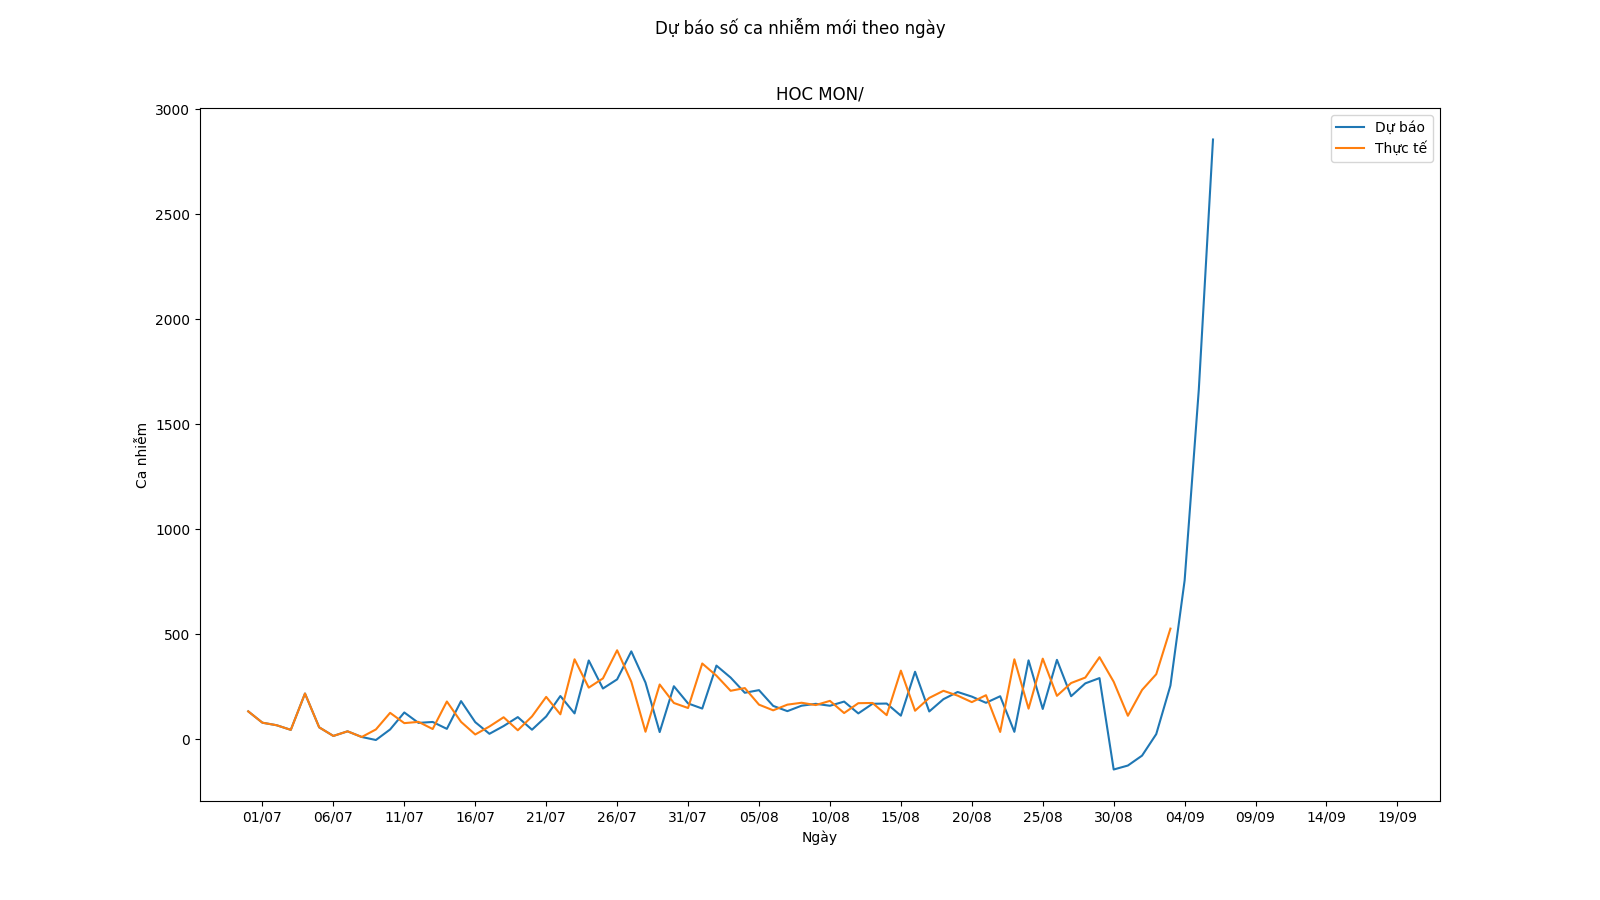 Dự báo số ca nhiễm mới theo ngày
HOC MON/
3000
2500
2000
1500
1000
500
0
Ca nhiễm
Dự báo
Thực tế
01/07 06/07 11/07 16/07 21/07 26/07 31/07 05/08 10/08 15/08 20/08 25/08 30/08 04/09 09/09 14/09 19/09
Ngày